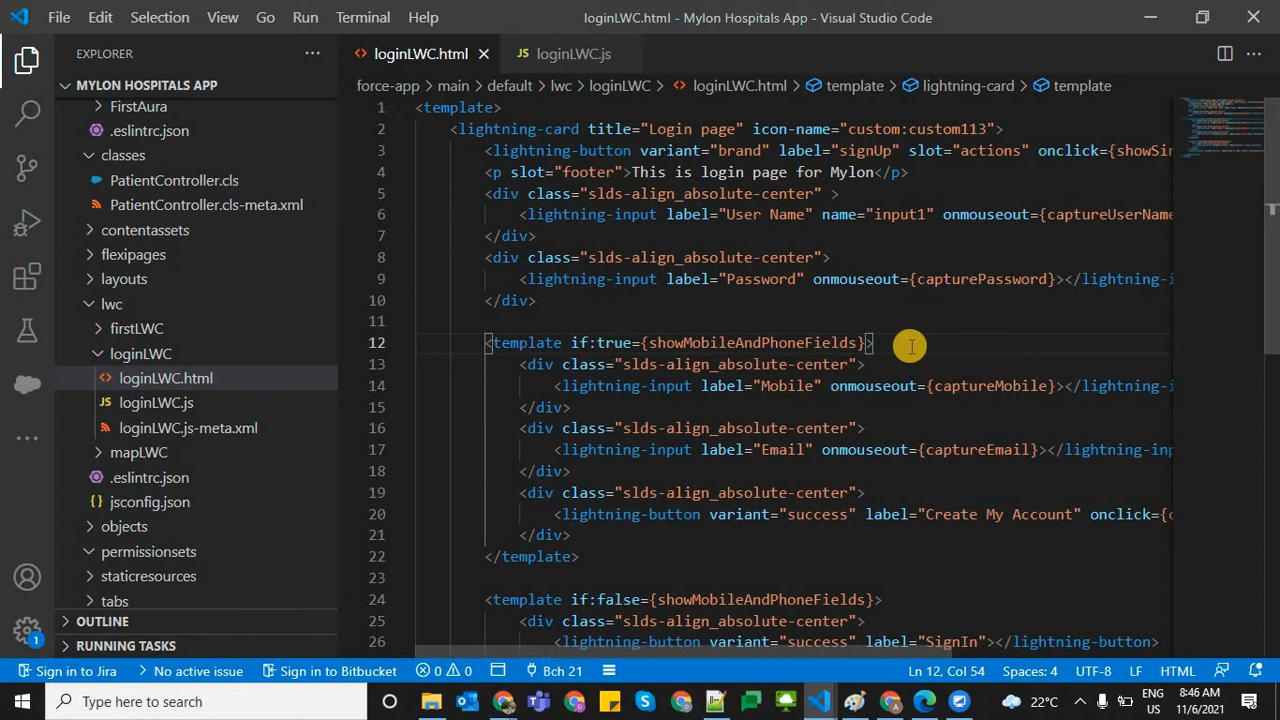 File Edit Selection View Go Run Terminal Help loginLWC.html - Mylon Hospitals App - Visual Studio Code
EXPLORER
MYLON HOSPITALS APP
FirstAura
.eslintrc.json
classes
PatientController.cls
PatientController.cls-meta.xml
contentassets
flexipages
layouts
lwc
firstLWC
loginLWC
loginLWC.html
loginLWC.js
loginLWC.js-meta.xml
mapLWC
.eslintrc.json
jsconfig.json
objects
permissionsets
staticresources
tabs
OUTLINE
RUNNING TASKS
1
loginLWC.html JS loginLWC.js
force-app > main > default > lwc > loginLWC > loginLWC.html > template > lightning-card > template
1 <template>
2 <lightning-card title="Login page" icon-name="custom:custom113">
3 <lightning-button variant="brand" label="signUp" slot="actions" onclick={showSin
4 <p slot="footer">This is login page for Mylon</p>
5 <div class="slds-align_absolute-center" >
6 <lightning-input label="User Name" name="input1" onmouseout={captureUserName
7 </div>
8 <div class="slds-align_absolute-center">
9 <lightning-input label="Password" onmouseout={capturePassword}></lightning-i
10 </div>
11
12 <template if:true={showMobileAndPhoneFields}>
13 <div class="slds-align_absolute-center">
14 <lightning-input label="Mobile" onmouseout={captureMobile}></lightning-i
15 </div>
16 <div class="slds-align_absolute-center">
17 <lightning-input label="Email" onmouseout={captureEmail}></lightning-inp
18 </div>
19 <div class="slds-align_absolute-center">
20 <lightning-button variant="success" label="Create My Account" onclick={c
21 </div>
22 </template>
23
24 <template if:false={showMobileAndPhoneFields}>
25 <div class="slds-align_absolute-center">
26 <lightning-button variant="success" label="SignIn"></lightning-button>
Sign in to Jira No active issue Sign in to Bitbucket 0 0 Bch 21 Ln 12, Col 54 Spaces: 4 UTF-8 LF HTML
Type here to search 22°C ENG US 8:46 AM 11/6/2021